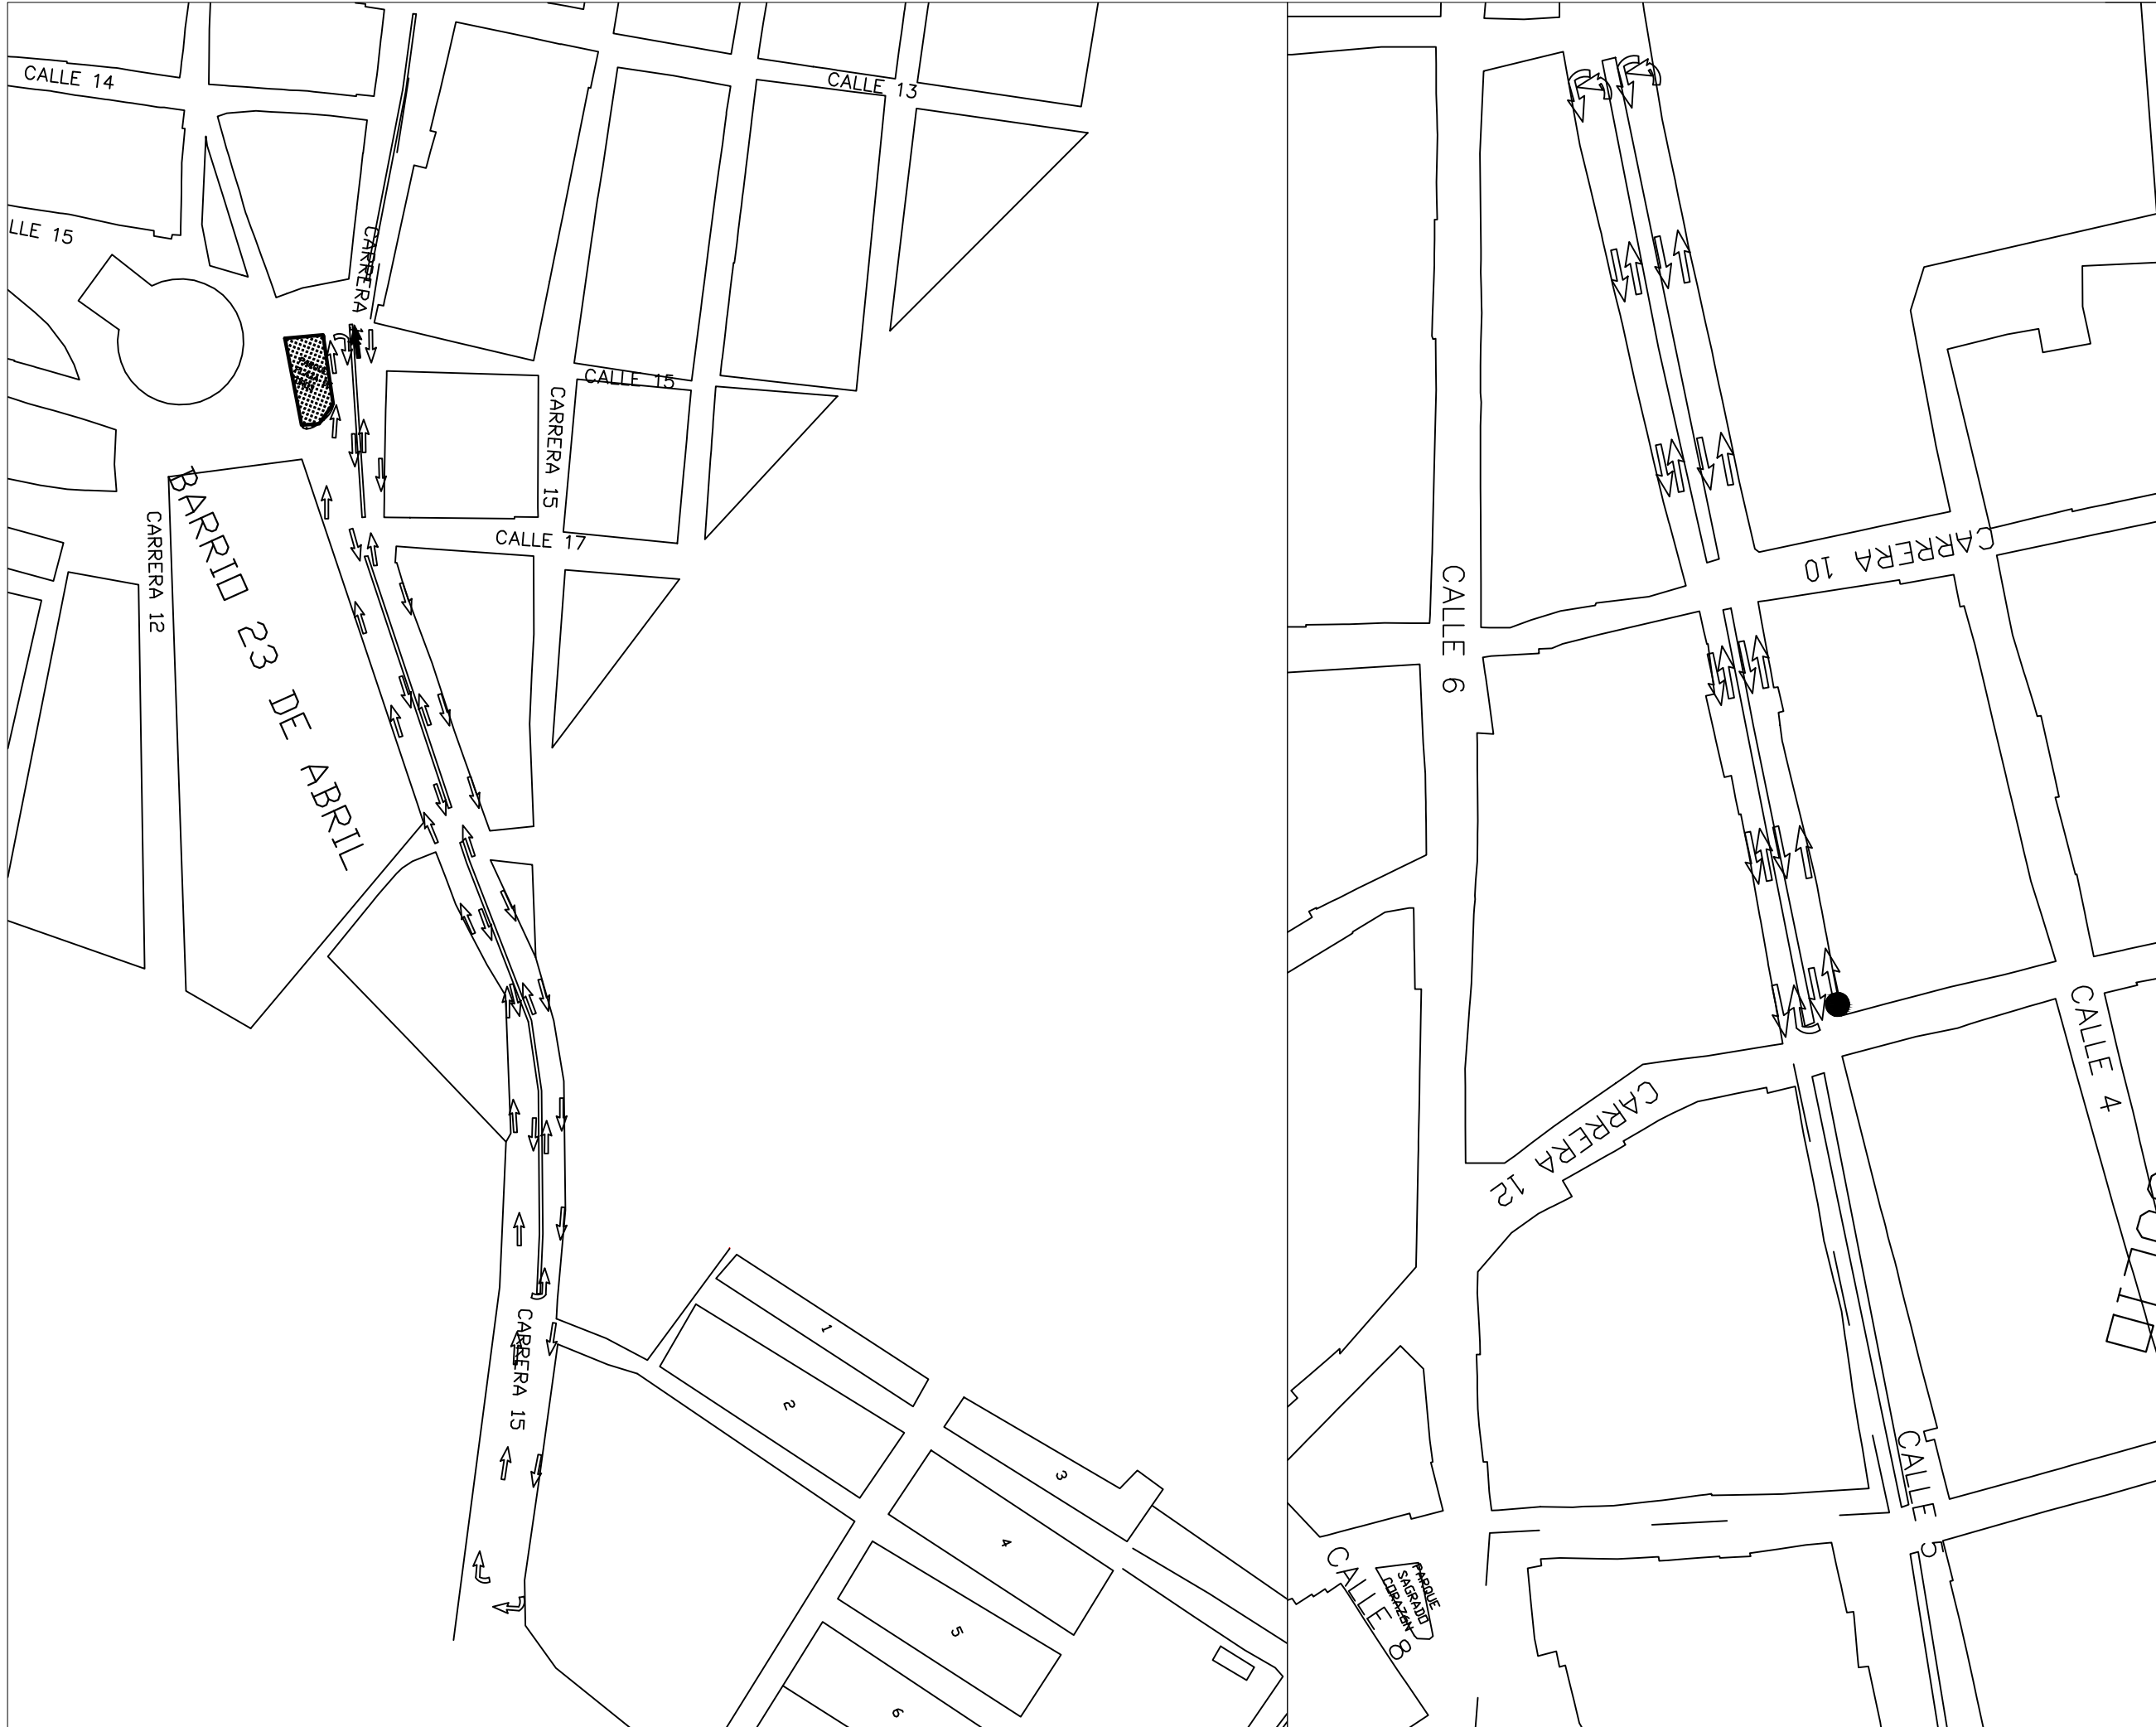 CALLE 14
CALLE 13
LLE 15
CARRERA
CALLE 15
CARRERA 15
CALLE 17
CARRERA 12
BARRIO 23 DE ABRIL
CARRERA 15
1
2
3
4
5
6
CARRERA 10
CALLE 6
CALLE 4
CARRERA 12
CALLE 5
CALLE 8
PARQUE
SAGRADO
CORAZÓN